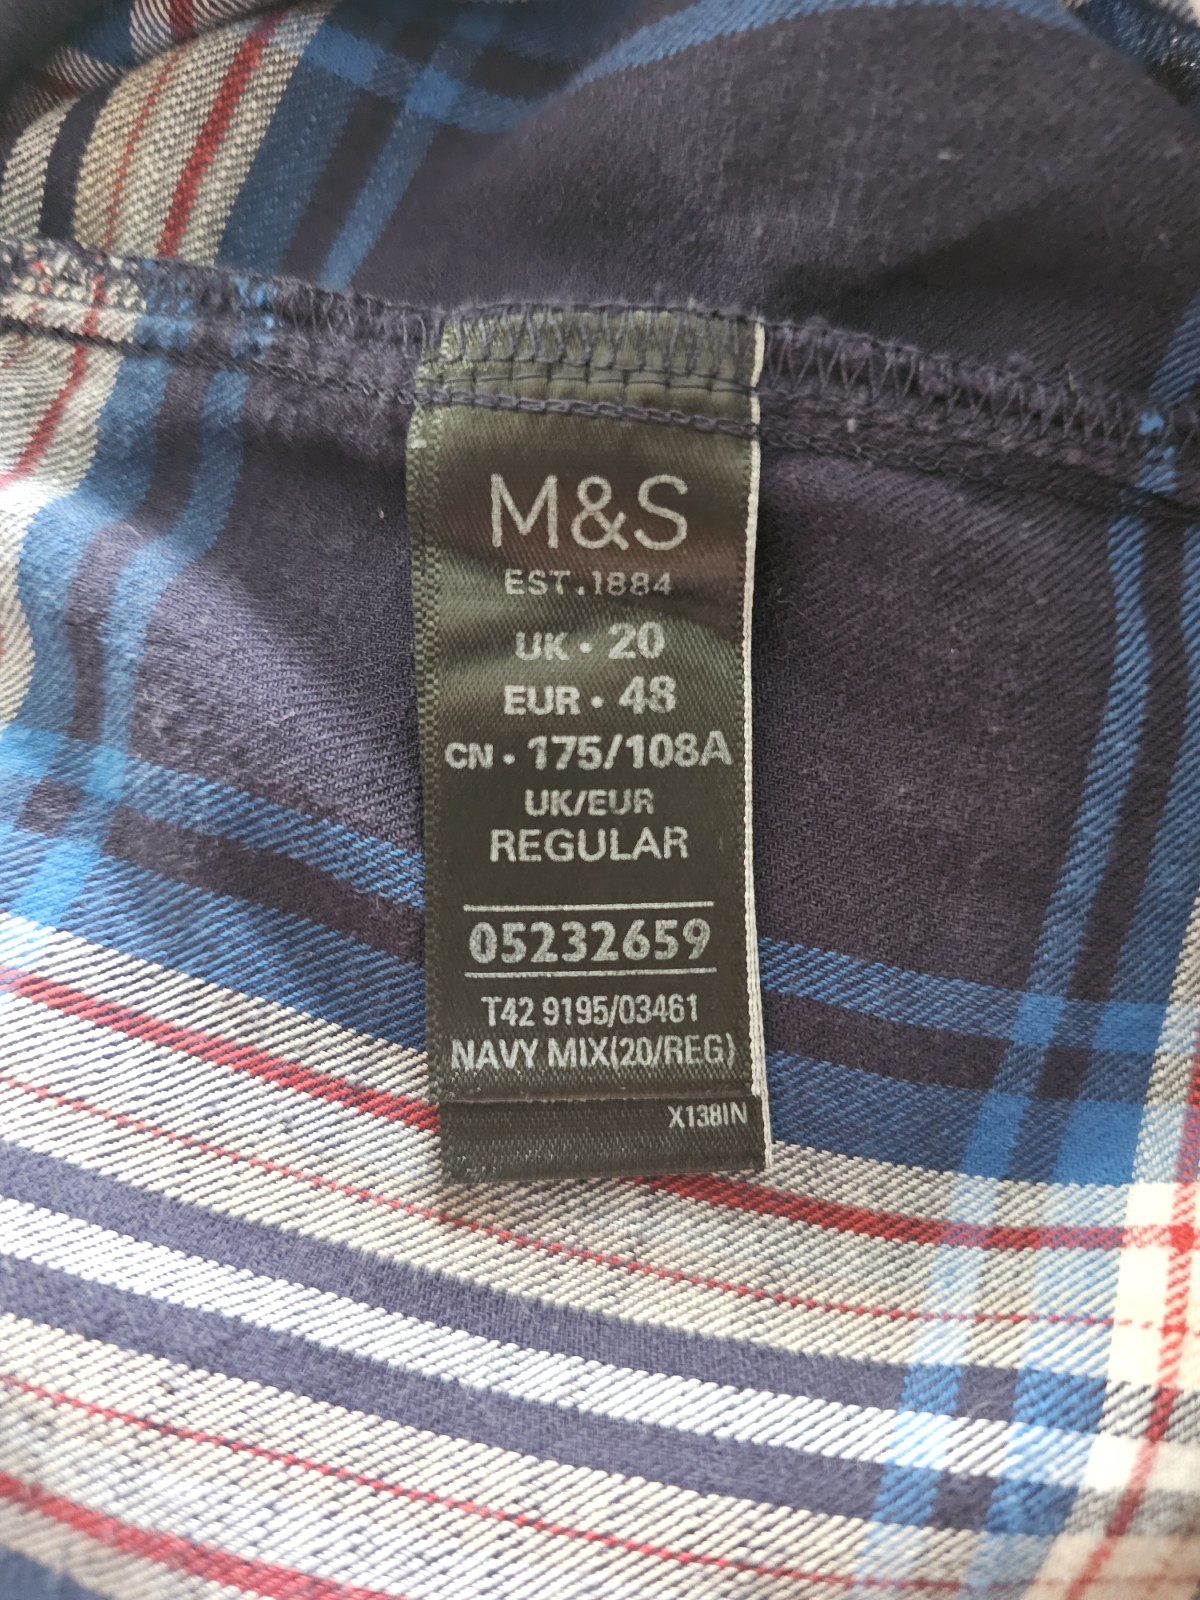 M&S
EST.1884
UK • 20
EUR • 48
CN • 175/108A
UK/EUR
REGULAR
05232659
T42 9195/03461
NAVY MIX(20/REG)
X138IN